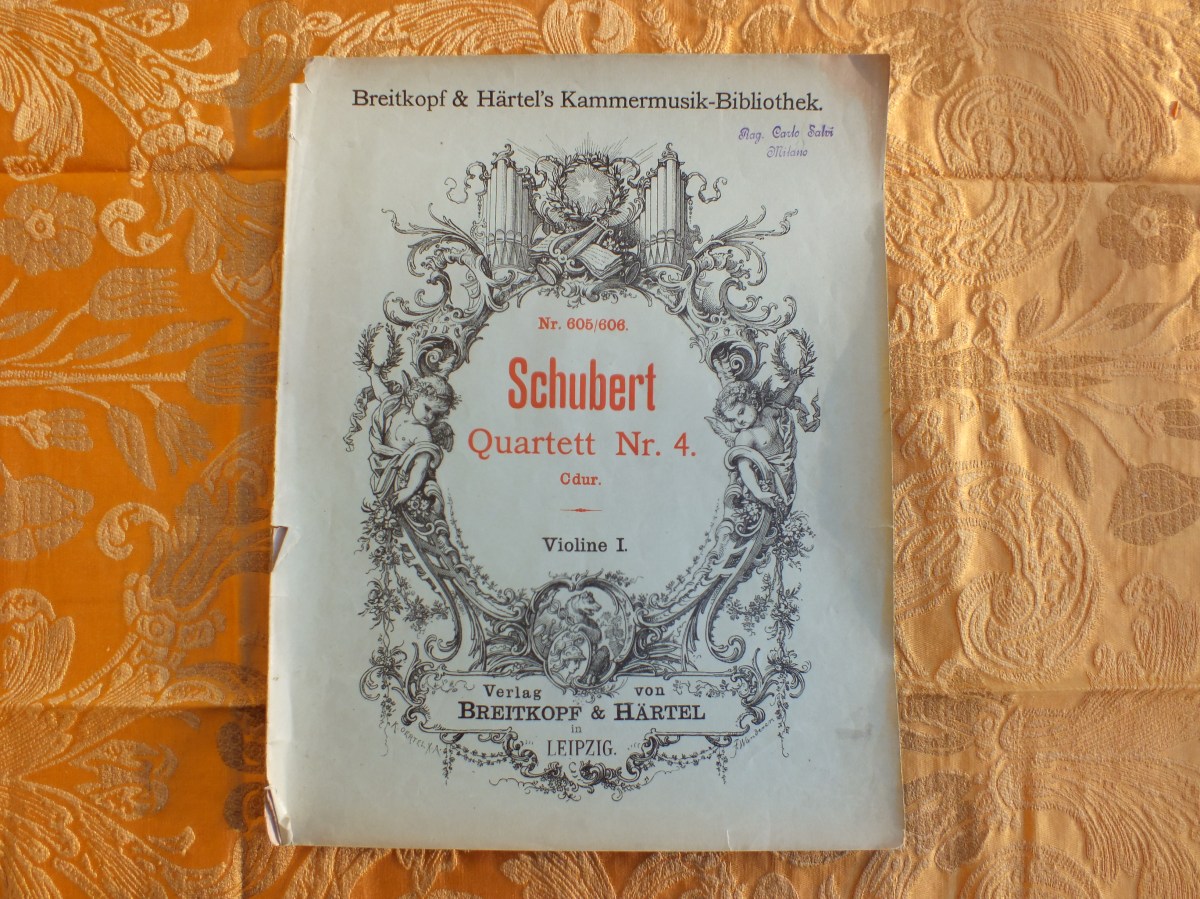 Breitkopf & Härtel's Kammermusik-Bibliothek.
Rag. Carlo Salvi
Milano
Nr. 605/606.
Schubert
Quartett Nr. 4.
Cdur.
Violine I.
Verlag von
BREITKOPF & HÄRTEL
in
LEIPZIG.
OERTEL X.A.